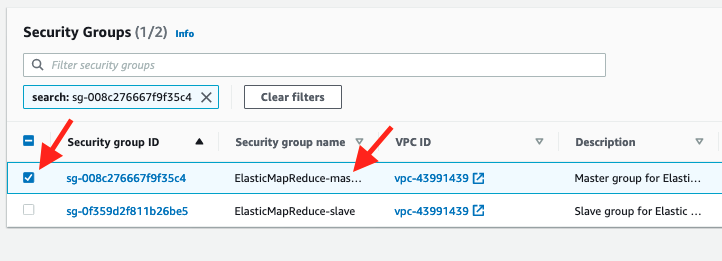 Security Groups (1/2) Info
Filter security groups
search: sg-008c276667f9f35c4 Clear filters
Security group ID Security group name VPC ID Description
sg-008c276667f9f35c4 ElasticMapReduce-mas... vpc-43991439 Master group for Elasti...
sg-0f359d2f811b26be5 ElasticMapReduce-slave vpc-43991439 Slave group for Elastic ...